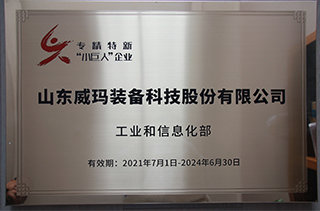 专精特新
“小巨人”企业
山东威玛装备科技股份有限公司
工业和信息化部
有效期：2021年7月1日-2024年6月30日